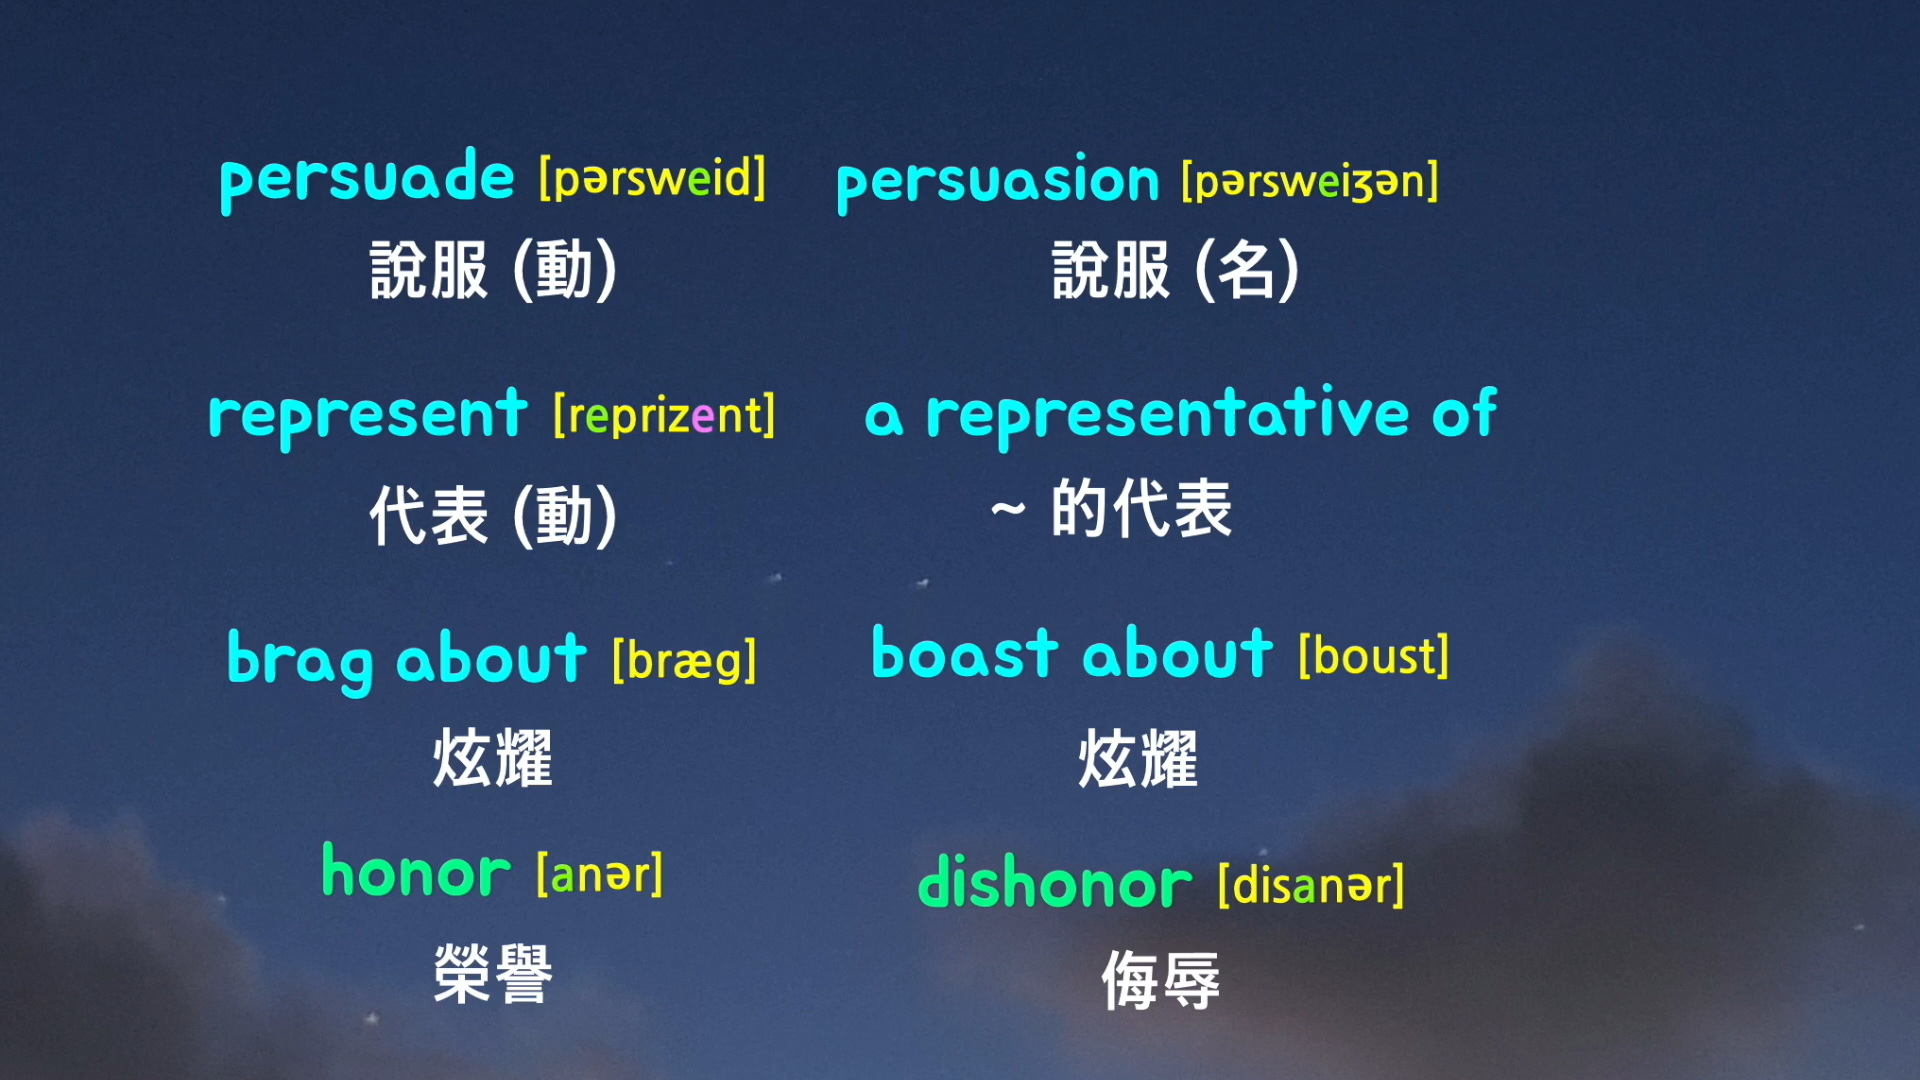 persuade [pərsweid] persuasion [pərsweiʒən]
說服 (動) 說服 (名)
represent [reprizent] a representative of
代表 (動) ~ 的代表
brag about [bræg] boast about [boust]
炫耀 炫耀
honor [anər] dishonor [disanər]
榮譽 侮辱